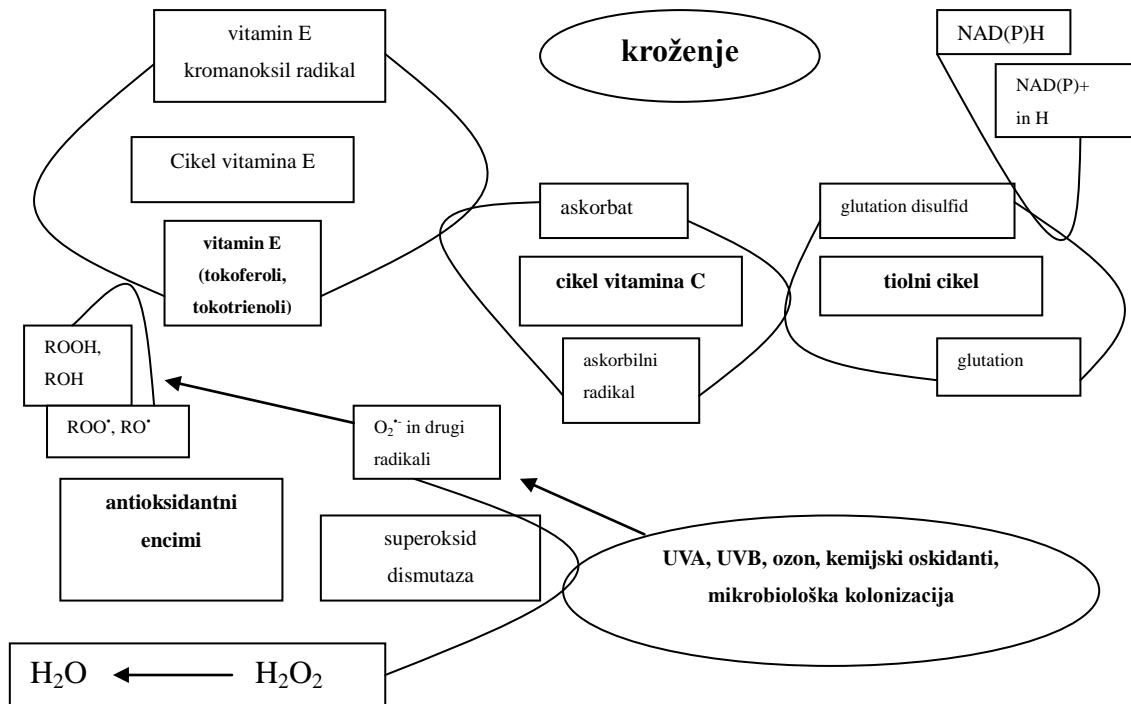 vitamin E
kromanoksil radikal
kroženje
NAD(P)H
NAD(P)+
in H
Cikel vitamina E
askorbat
glutation disulfid
vitamin E
(tokoferoli,
tokotrienoli)
cikel vitamina C
tiolni cikel
ROOH,
ROH
askorbilni
radikal
glutation
ROO•, RO•
O₂•- in drugi
radikali
antioksidantni
encimi
superoksid
dismutaza
UVA, UVB, ozon, kemijski oskidanti,
mikrobiološka kolonizacija
H₂O H₂O₂